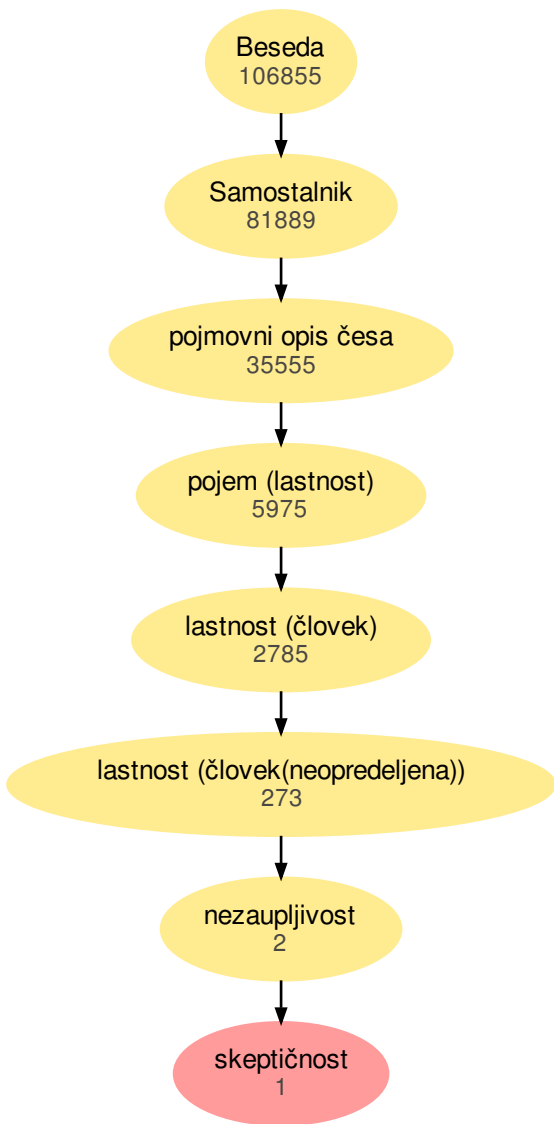 Beseda
106855
Samostalnik
81889
pojmovni opis česa
35555
pojem (lastnost)
5975
lastnost (človek)
2785
lastnost (človek(neopredeljena))
273
nezaupljivost
2
skeptičnost
1